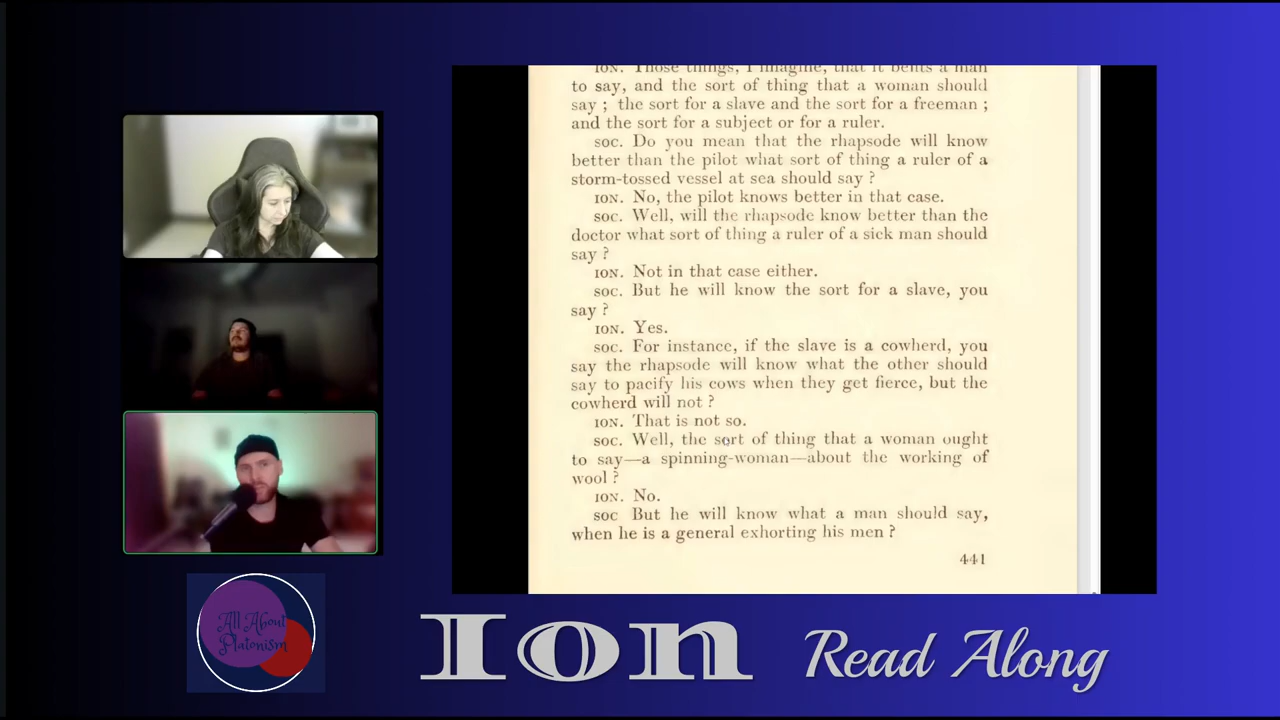 ION. Those things, I imagine, that it befits a man
to say, and the sort of thing that a woman should
say ; the sort for a slave and the sort for a freeman ;
and the sort for a subject or for a ruler.
SOC. Do you mean that the rhapsode will know
better than the pilot what sort of thing a ruler of a
storm-tossed vessel at sea should say ?
ION. No, the pilot knows better in that case.
SOC. Well, will the rhapsode know better than the
doctor what sort of thing a ruler of a sick man should
say ?
ION. Not in that case either.
SOC. But he will know the sort for a slave, you
say ?
ION. Yes.
SOC. For instance, if the slave is a cowherd, you
say the rhapsode will know what the other should
say to pacify his cows when they get fierce, but the
cowherd will not ?
ION. That is not so.
SOC. Well, the sort of thing that a woman ought
to say—a spinning-woman—about the working of
wool ?
ION. No.
SOC But he will know what a man should say,
when he is a general exhorting his men ?
441
All About
Platonism
Ion Read Along